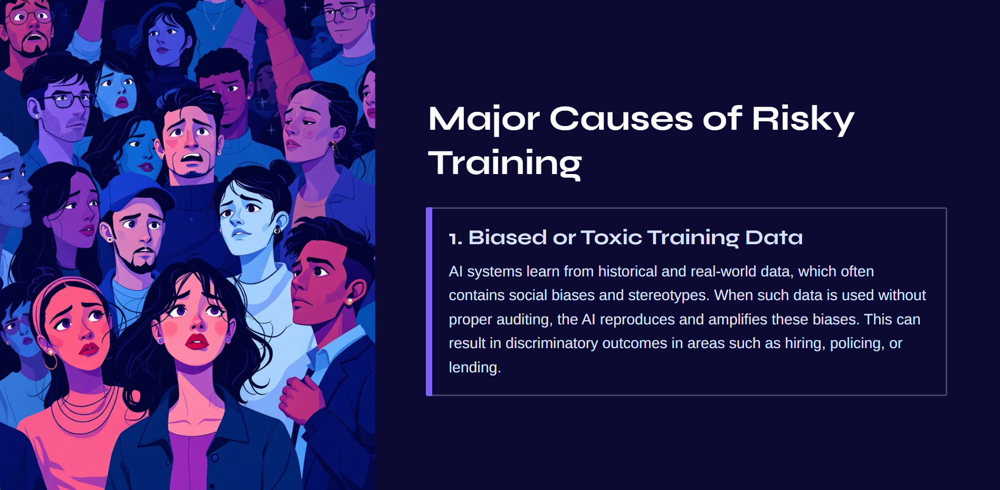 Major Causes of Risky
Training
1. Biased or Toxic Training Data
AI systems learn from historical and real-world data, which often
contains social biases and stereotypes. When such data is used without
proper auditing, the AI reproduces and amplifies these biases. This can
result in discriminatory outcomes in areas such as hiring, policing, or
lending.